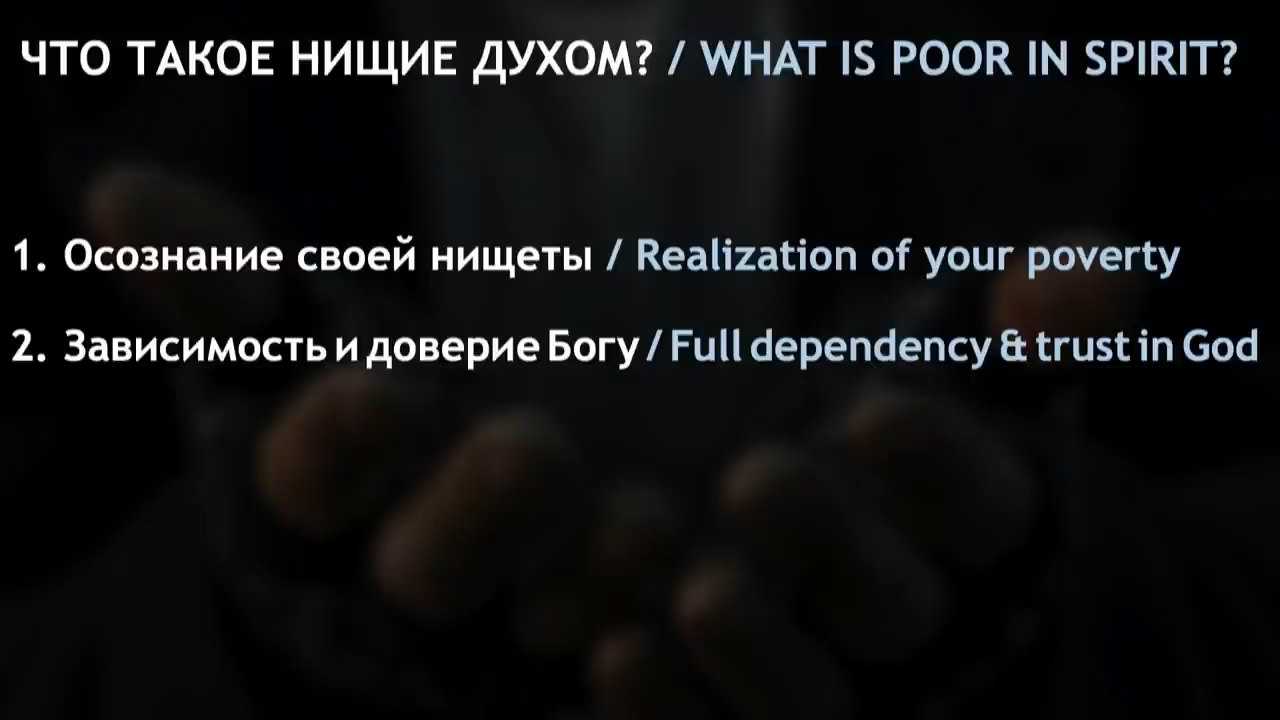 ЧТО ТАКОЕ НИЩИЕ ДУХОМ? / WHAT IS POOR IN SPIRIT?
1. Осознание своей нищеты / Realization of your poverty
2. Зависимость и доверие Богу / Full dependency & trust in God